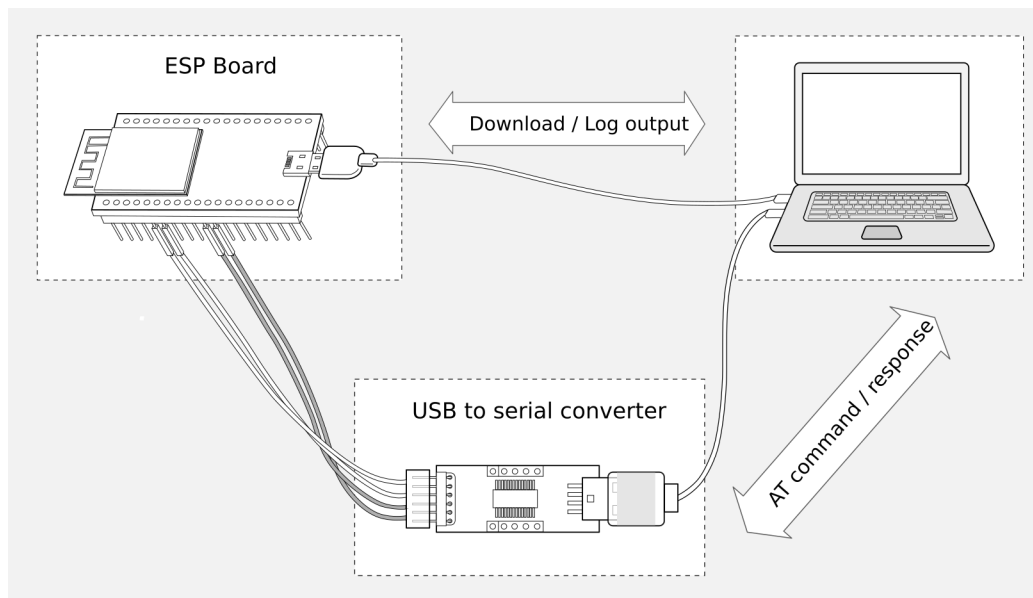 ESP Board
Download / Log output
USB to serial converter
AT command / response